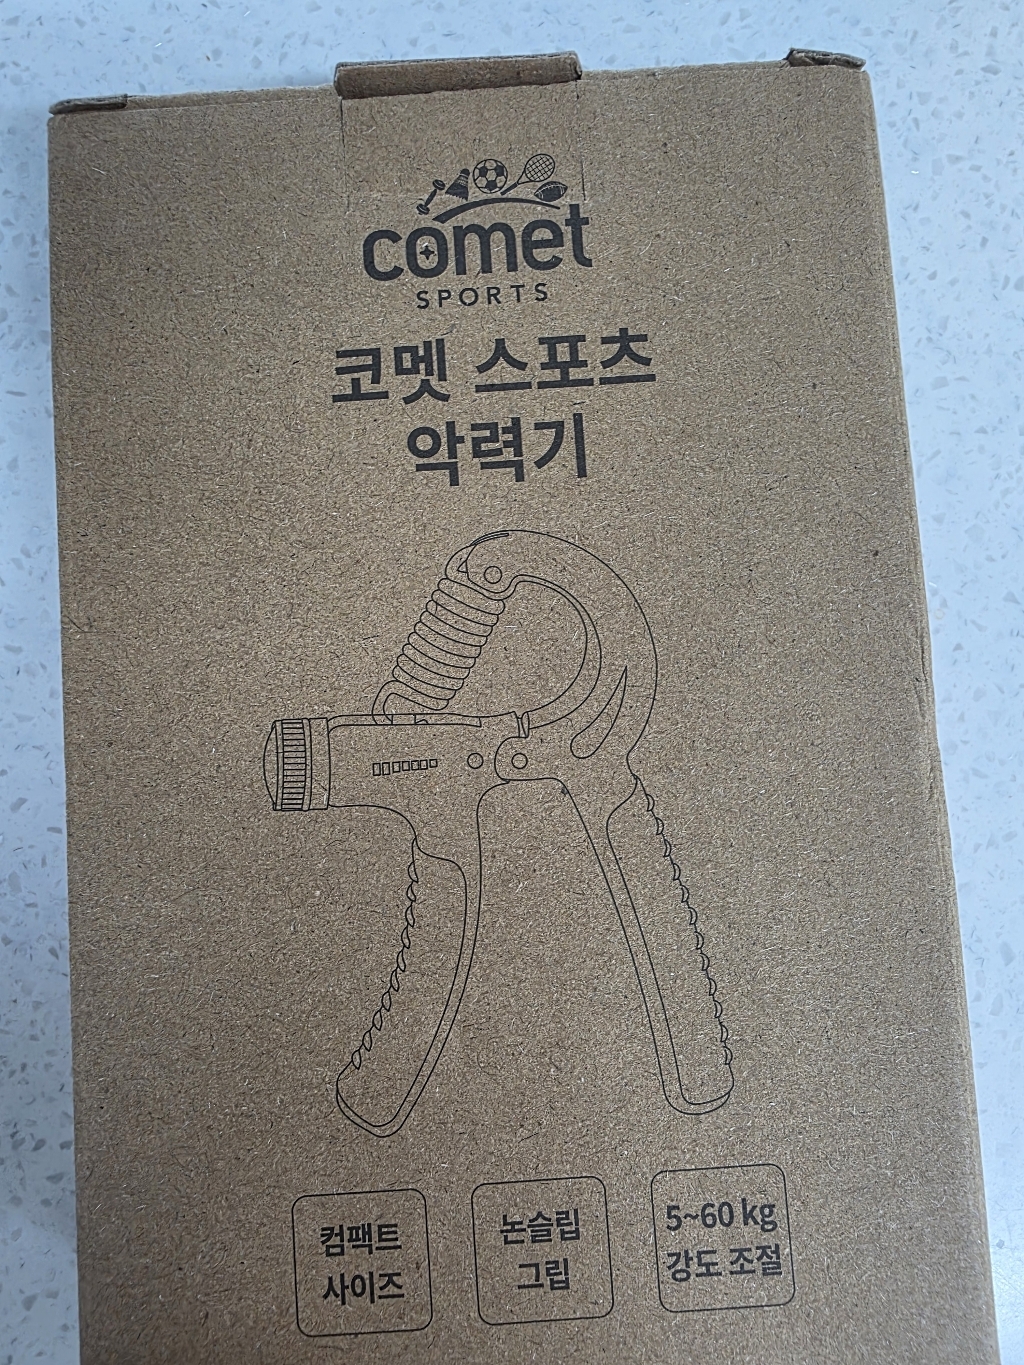 comet
SPORTS
코멧 스포츠
악력기
컴팩트
사이즈
논슬립
그립
5~60 kg
강도 조절